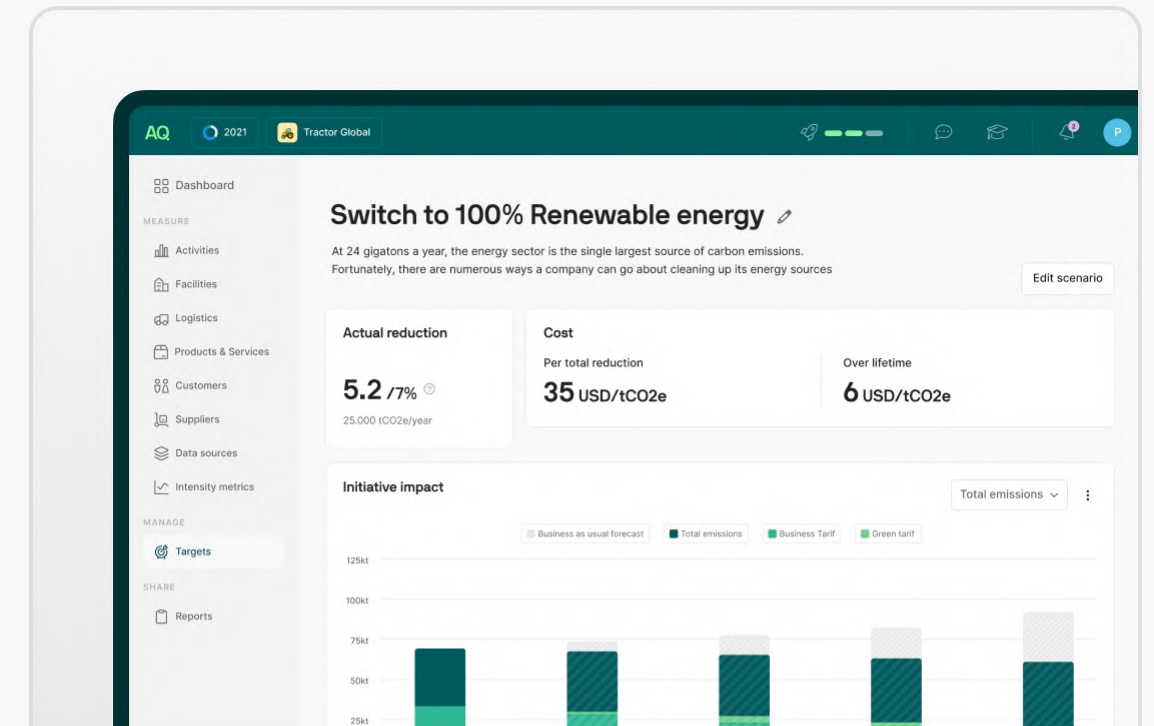 AQ
2021
Tractor Global
2
P
Dashboard
MEASURE
Activities
Facilities
Logistics
Products & Services
Customers
Suppliers
Data sources
Intensity metrics
MANAGE
Targets
SHARE
Reports
Switch to 100% Renewable energy
At 24 gigatons a year, the energy sector is the single largest source of carbon emissions.
Fortunately, there are numerous ways a company can go about cleaning up its energy sources
Edit scenario
Actual reduction
5.2 /7% ?
25.000 tCO2e/year
Cost
Per total reduction
35 USD/tCO2e
Over lifetime
6 USD/tCO2e
Initiative impact
Total emissions
Business as usual forecast
Total emissions
Business Tarif
Green tarif
125kt
100kt
75kt
50kt
25kt